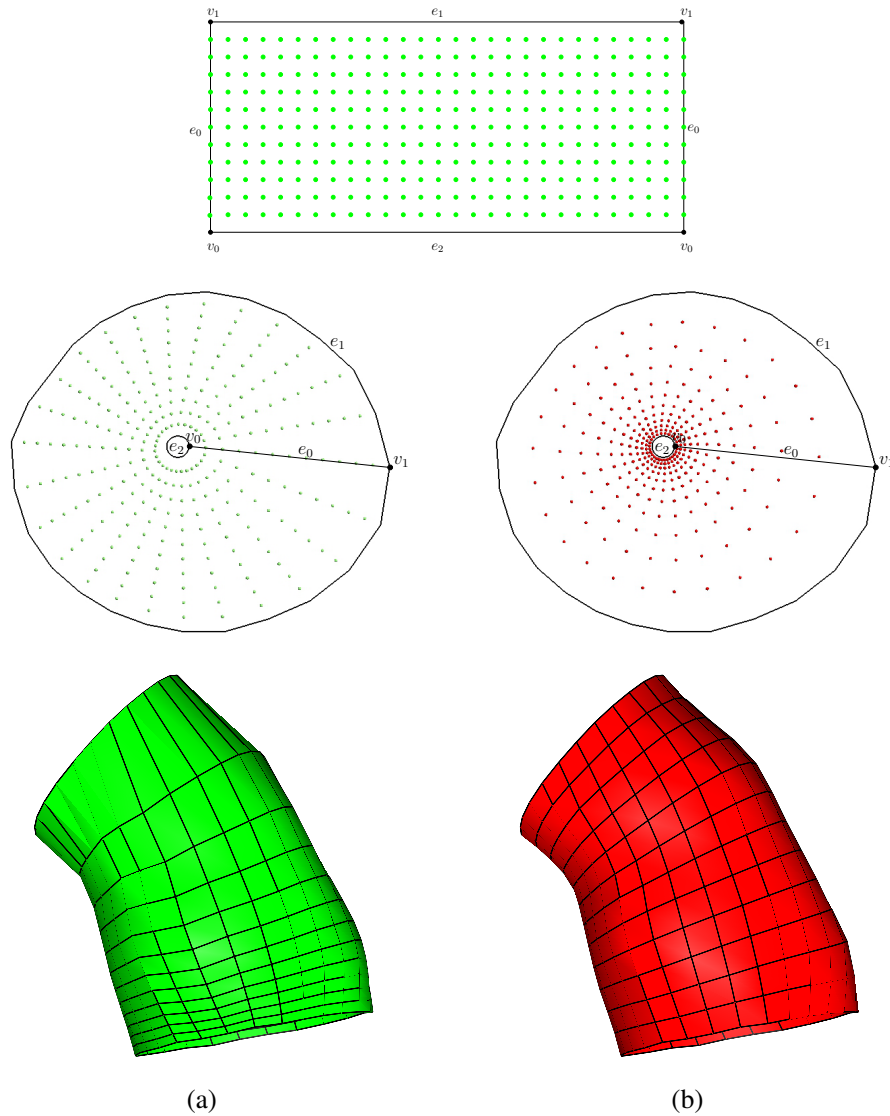 v₁ e₁ v₁
e₀ e₀
v₀ e₂ v₀
e₁ e₁
e₂ v₀ e₀ v₁
e₂ e₀
(a) (b)